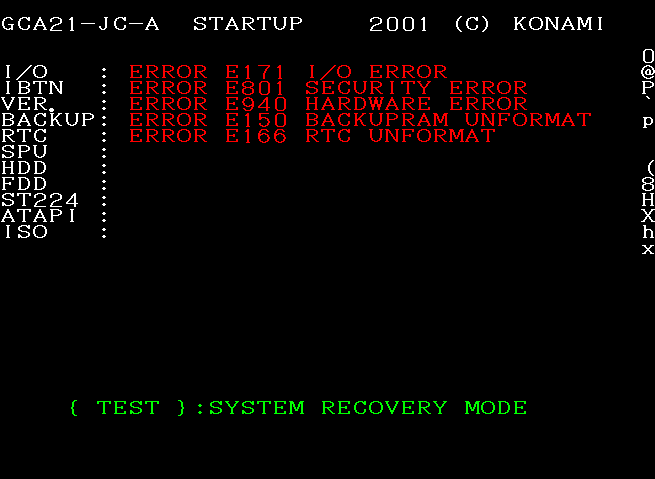 GCA21-JC-A STARTUP 2001 (C) KONAMI
0
I/O : ERROR E171 I/O ERROR @
IBTN : ERROR E801 SECURITY ERROR P
VER. : ERROR E940 HARDWARE ERROR `
BACKUP: ERROR E150 BACKUPRAM UNFORMAT p
RTC : ERROR E166 RTC UNFORMAT
SPU :
HDD : (
FDD : 8
ST224 : H
ATAPI : X
ISO : h
x
{ TEST }:SYSTEM RECOVERY MODE